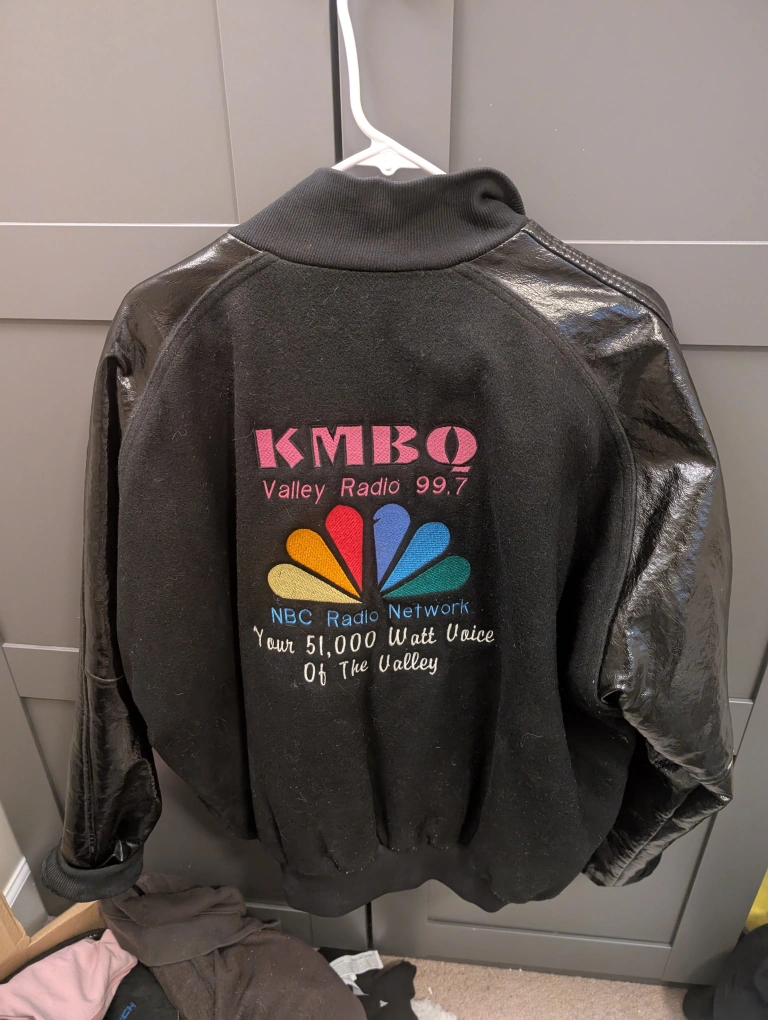 KMBQ
Valley Radio 99.7
NBC Radio Network
Your 51,000 Watt Voice
Of The Valley